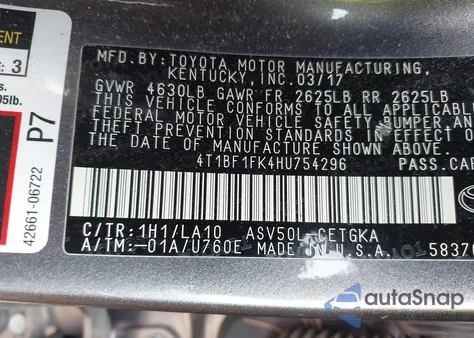 MFD.BY: TOYOTA MOTOR MANUFACTURING,
KENTUCKY, INC. 03/17
GVWR 4630LB GAWR FR 2625LB RR 2625LB
THIS VEHICLE CONFORMS TO ALL APPLICABLE
FEDERAL MOTOR VEHICLE SAFETY, BUMPER, AND
THEFT PREVENTION STANDARDS IN EFFECT ON
THE DATE OF MANUFACTURE SHOWN ABOVE.
4T1BF1FK4HU754296 PASS.CAR
C/TR: 1H1/LA10 ASV50L-CETGKA
A/TM:-01A/U760E MADE IN U.S.A. 5837
3
05lb.
P7
42661-06722
autoSnap